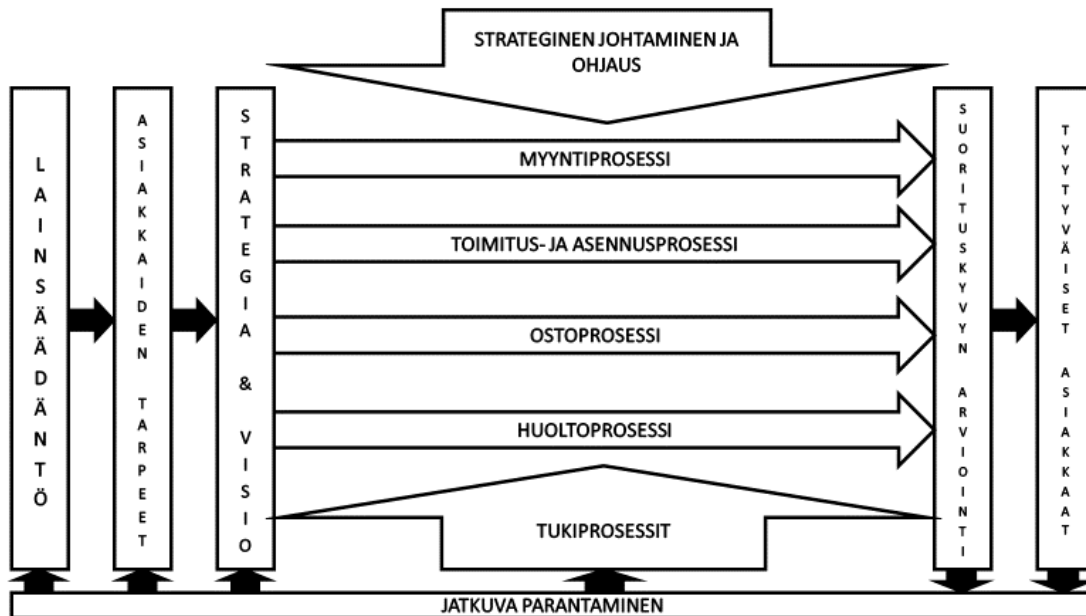 STRATEGINEN JOHTAMINEN JA
OHJAUS
LAINSÄÄDÄNTÖ
ASIAKKAIDEN TARPEET
STRATEGIA & VISIO
MYYNTIPROSESSI
TOIMITUS- JA ASENNUSPROSESSI
OSTOPROSESSI
HUOLTOPROSESSI
SUORITUSKYVYN ARVIOINTI
TYYTYVÄISET ASIAKKAAT
TUKIPROSESSIT
JATKUVA PARANTAMINEN